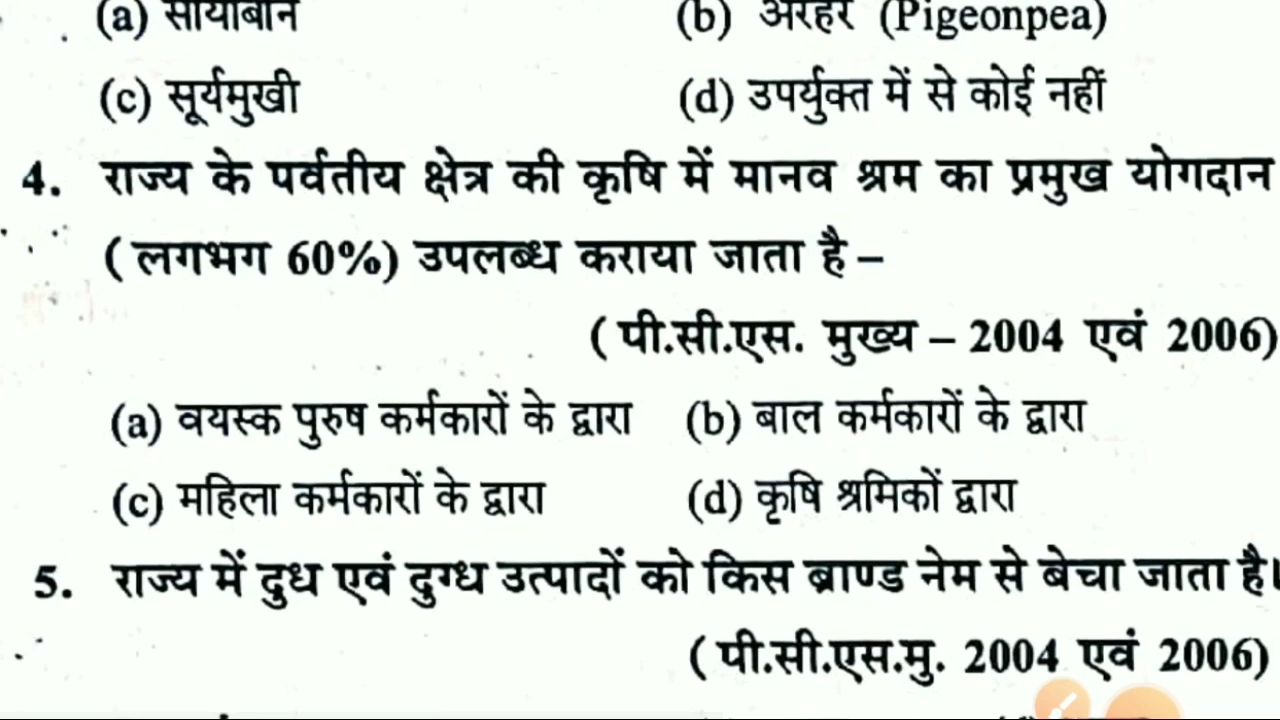 (a) सोयाबीन (b) अरहर (Pigeonpea)
(c) सूर्यमुखी (d) उपर्युक्त में से कोई नहीं
4. राज्य के पर्वतीय क्षेत्र की कृषि में मानव श्रम का प्रमुख योगदान
(लगभग 60%) उपलब्ध कराया जाता है –
(पी.सी.एस. मुख्य – 2004 एवं 2006)
(a) वयस्क पुरुष कर्मकारों के द्वारा (b) बाल कर्मकारों के द्वारा
(c) महिला कर्मकारों के द्वारा (d) कृषि श्रमिकों द्वारा
5. राज्य में दुध एवं दुग्ध उत्पादों को किस ब्राण्ड नेम से बेचा जाता है।
(पी.सी.एस.मु. 2004 एवं 2006)